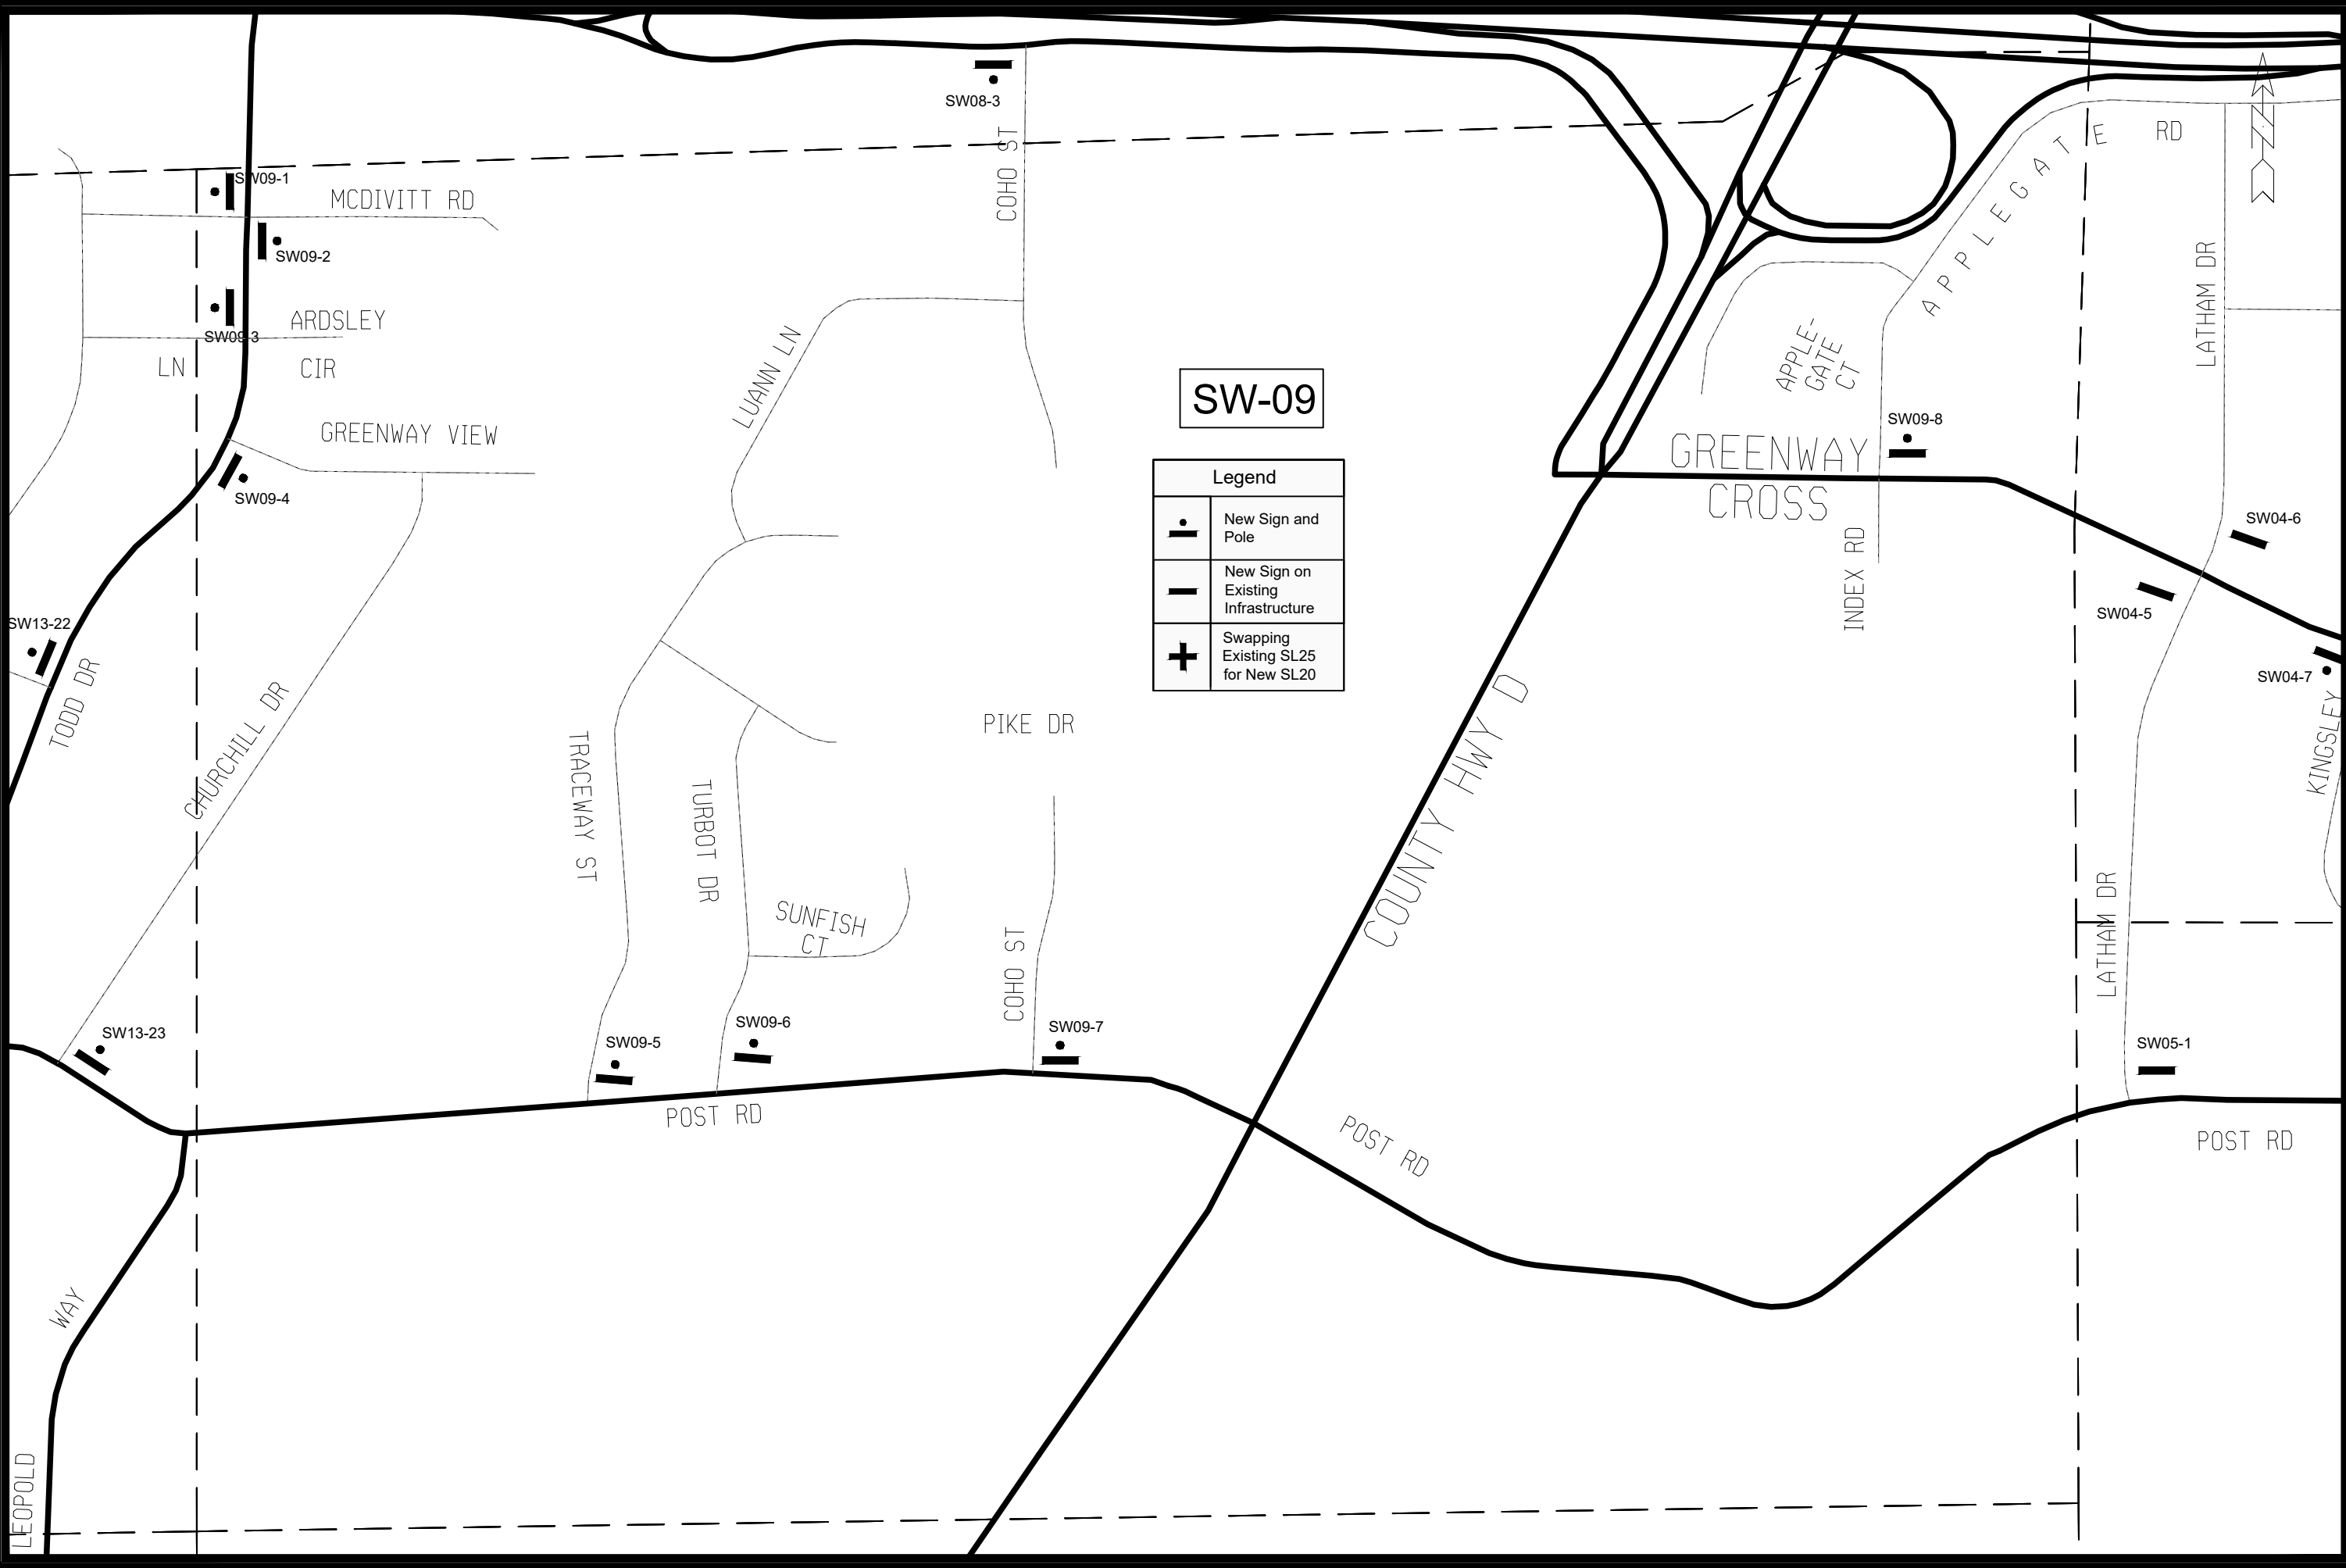 SW08-3
COHO ST
SW09-1
MCDIVITT RD
SW09-2
SW09-3
ARDSLEY
LN
CIR
GREENWAY VIEW
SW09-4
LUANN LN
APPLEGATE RD
LATHAM DR
APPLE-
GATE
CT
SW-09
SW09-8
GREENWAY
CROSS
Legend
New Sign and
Pole
New Sign on
Existing
Infrastructure
Swapping
Existing SL25
for New SL20
INDEX RD
SW04-6
SW04-5
SW04-7
KINGSLEY
SW13-22
TODD DR
CHURCHILL DR
TRACEWAY ST
TURBOT DR
PIKE DR
SUNFISH
CT
COHO ST
COUNTY HWY D
LATHAM DR
SW13-23
SW09-5
SW09-6
SW09-7
SW05-1
POST RD
POST RD
POST RD
WAY
LEOPOLD
N